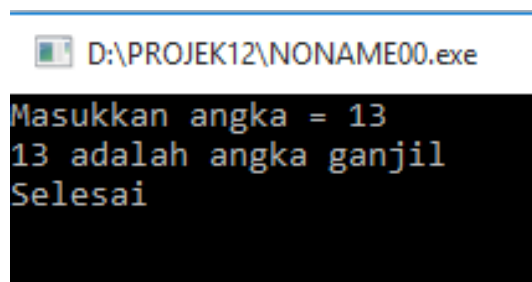 D:\PROJEK12\NONAME00.exe
Masukkan angka = 13
13 adalah angka ganjil
Selesai